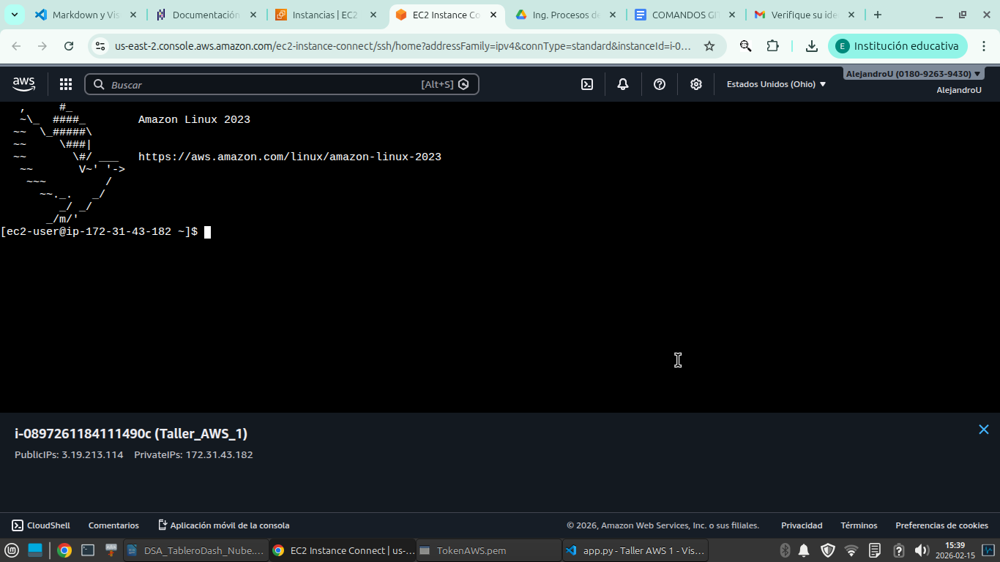 Markdown y Vis
Documentación
Instancias | EC2
EC2 Instance Co
Ing. Procesos de
COMANDOS GIT
Verifique su ide
us-east-2.console.aws.amazon.com/ec2-instance-connect/ssh/home?addressFamily=ipv4&connType=standard&instanceId=i-0…
E Institución educativa
aws
Buscar
[Alt+S]
Estados Unidos (Ohio)
AlejandroU (0180-9263-9430)
AlejandroU
   ,     #_
   ~\_  ####_        Amazon Linux 2023
  ~~  \_#####\
  ~~     \###|
  ~~       \#/ ___   https://aws.amazon.com/linux/amazon-linux-2023
   ~~       V~' '->
    ~~~         /
      ~~._.   _/
         _/ _/
       _/m/'
[ec2-user@ip-172-31-43-182 ~]$
i-0897261184111490c (Taller_AWS_1)
PublicIPs: 3.19.213.114 PrivateIPs: 172.31.43.182
CloudShell
Comentarios
Aplicación móvil de la consola
© 2026, Amazon Web Services, Inc. o sus filiales.
Privacidad
Términos
Preferencias de cookies
DSA_TableroDash_Nube....
EC2 Instance Connect | us-...
TokenAWS.pem
app.py - Taller AWS 1 - Vis...
15:39
2026-02-15